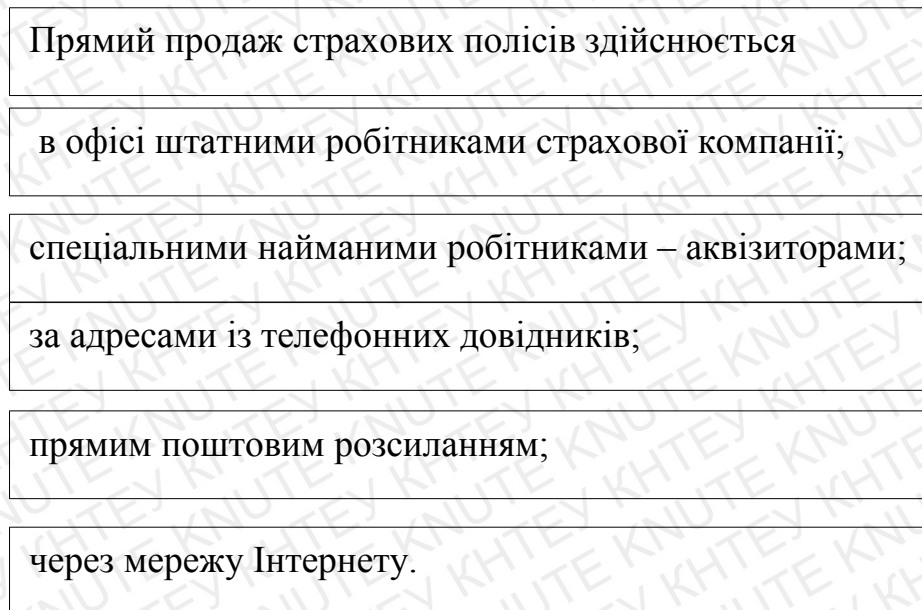 Прямий продаж страхових полісів здійснюється
в офісі штатними робітниками страхової компанії;
спеціальними найманими робітниками – аквізиторами;
за адресами із телефонних довідників;
прямим поштовим розсиланням;
через мережу Інтернету.